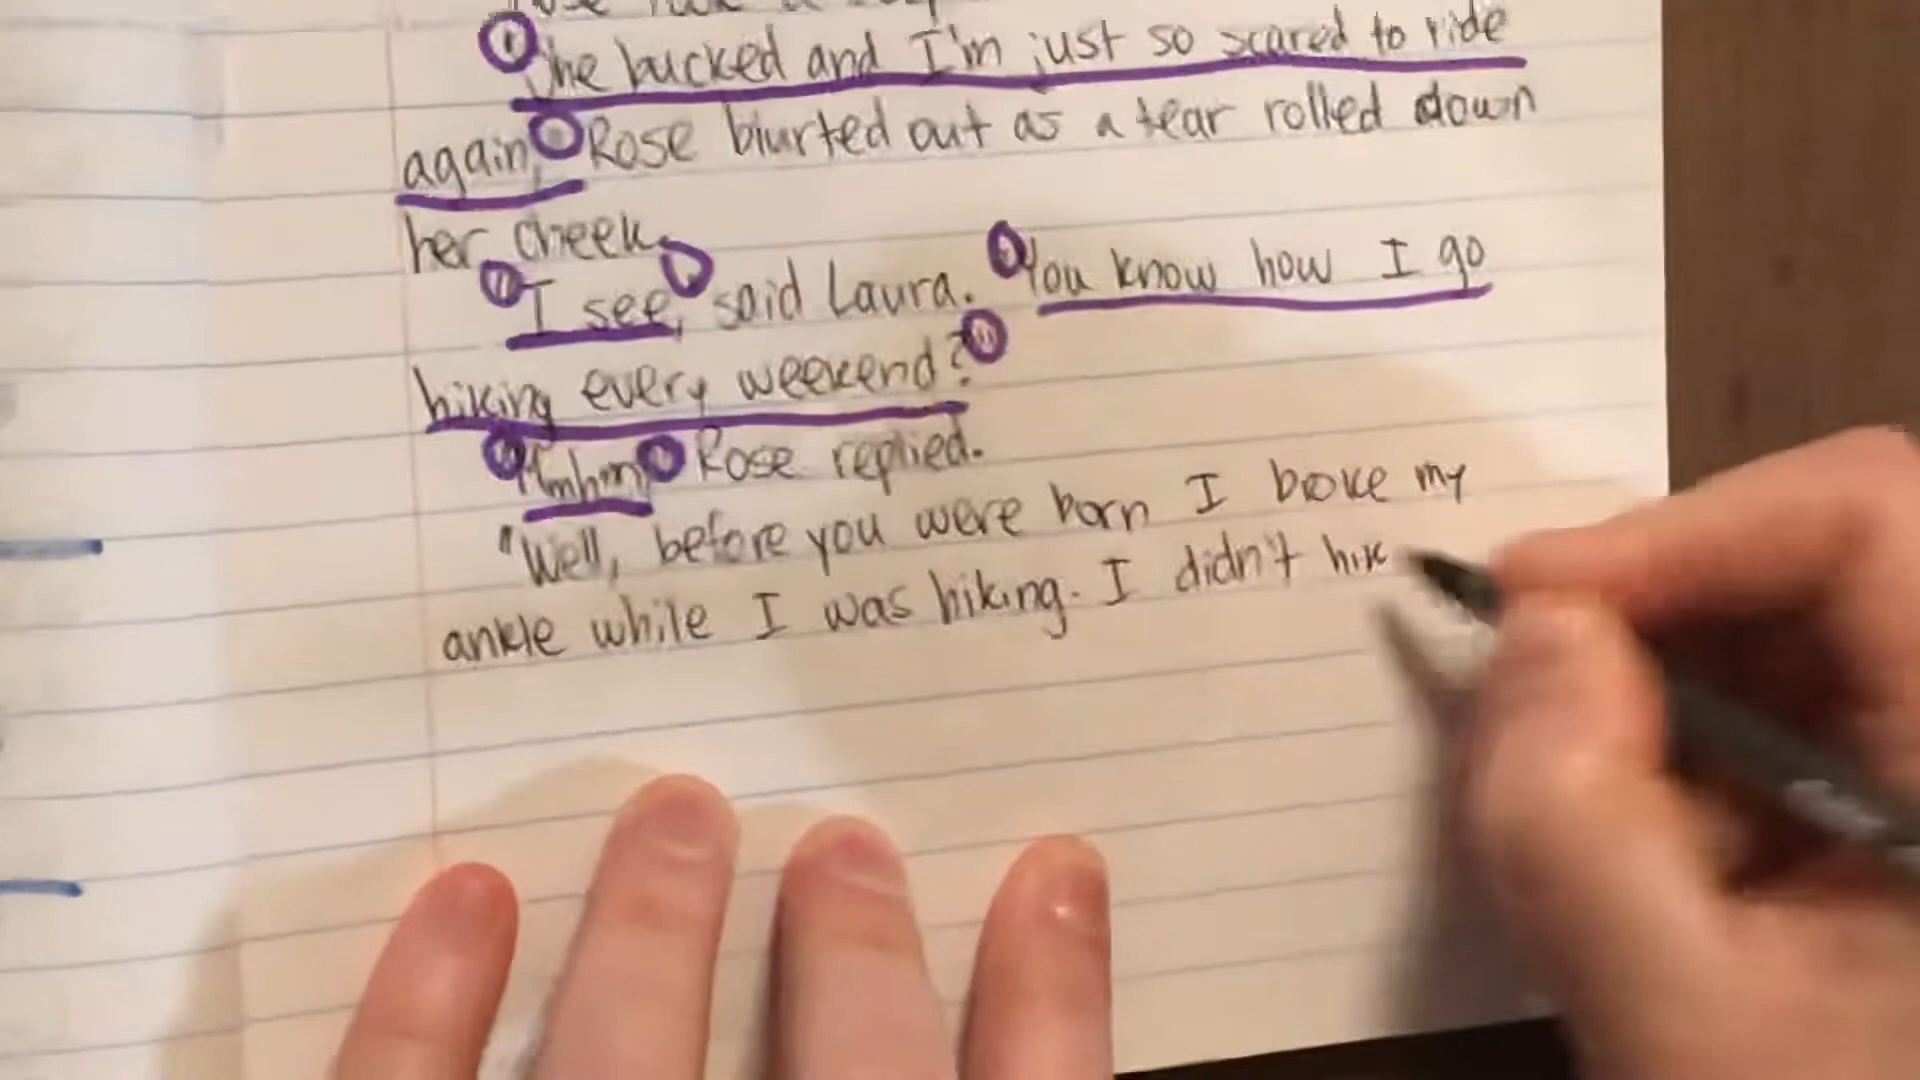 "She bucked and I'm just so scared to ride
again," Rose blurted out as a tear rolled down
her cheek.
"I see," said Laura. "You know how I go
hiking every weekend?"
"Mmhm," Rose replied.
"Well, before you were born I broke my
ankle while I was hiking. I didn't hik